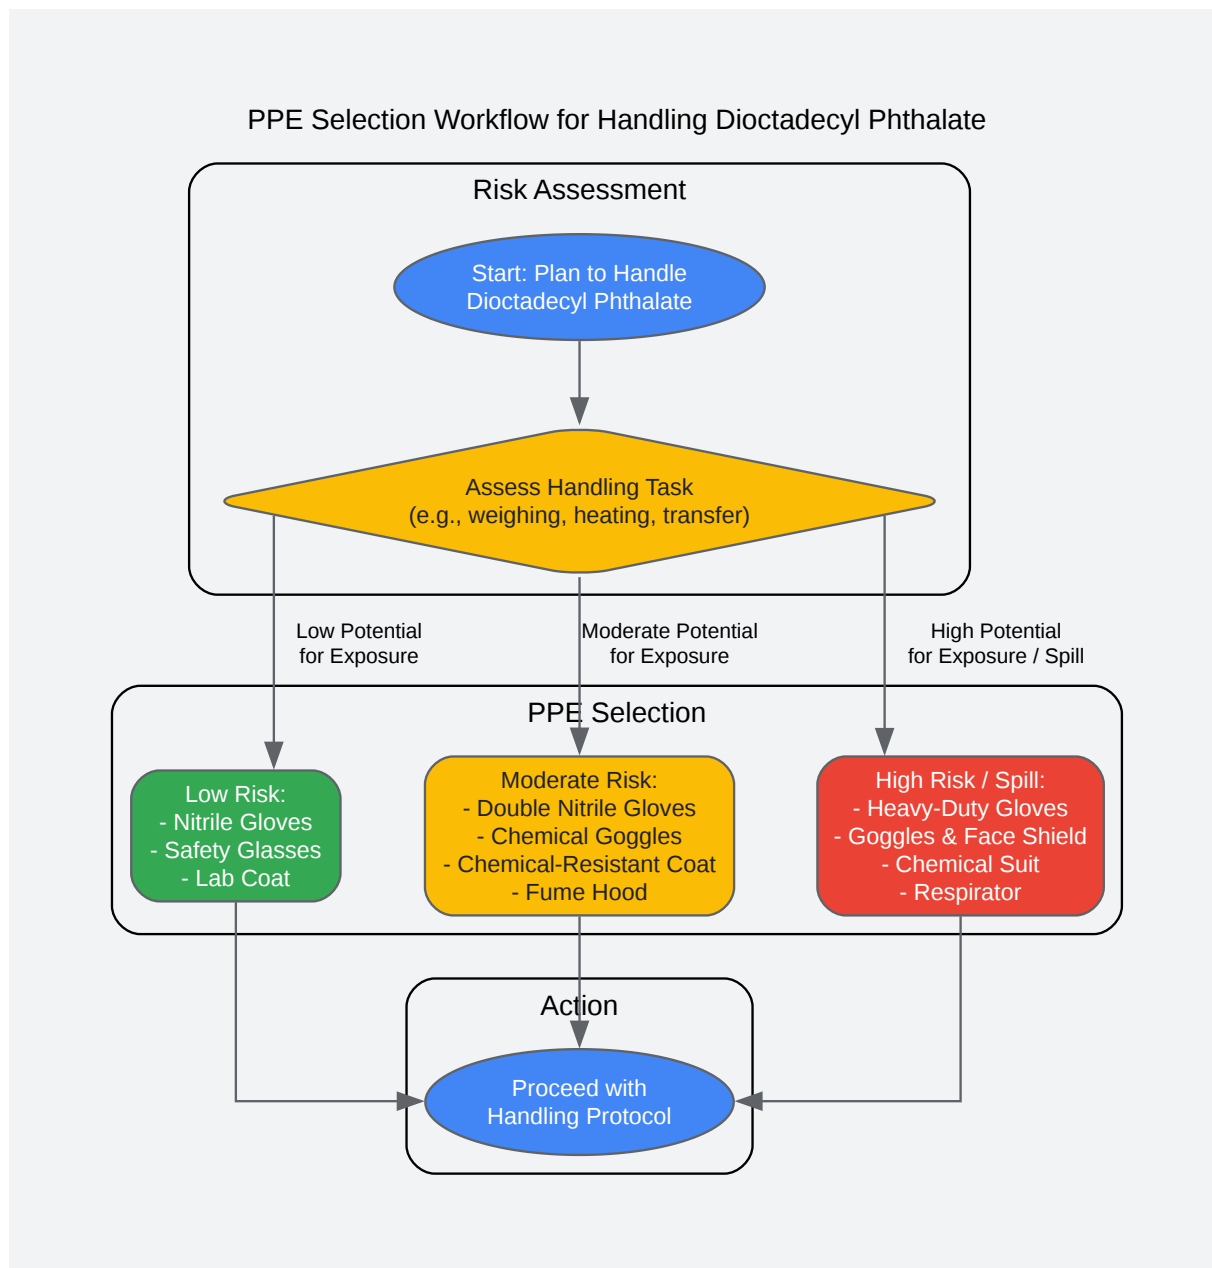 PPE Selection Workflow for Handling Dioctadecyl Phthalate
Risk Assessment
Start: Plan to Handle
Dioctadecyl Phthalate
Assess Handling Task
(e.g., weighing, heating, transfer)
Low Potential
for Exposure
Moderate Potential
for Exposure
High Potential
for Exposure / Spill
PPE Selection
Low Risk:
- Nitrile Gloves
- Safety Glasses
- Lab Coat
Moderate Risk:
- Double Nitrile Gloves
- Chemical Goggles
- Chemical-Resistant Coat
- Fume Hood
High Risk / Spill:
- Heavy-Duty Gloves
- Goggles & Face Shield
- Chemical Suit
- Respirator
Action
Proceed with
Handling Protocol